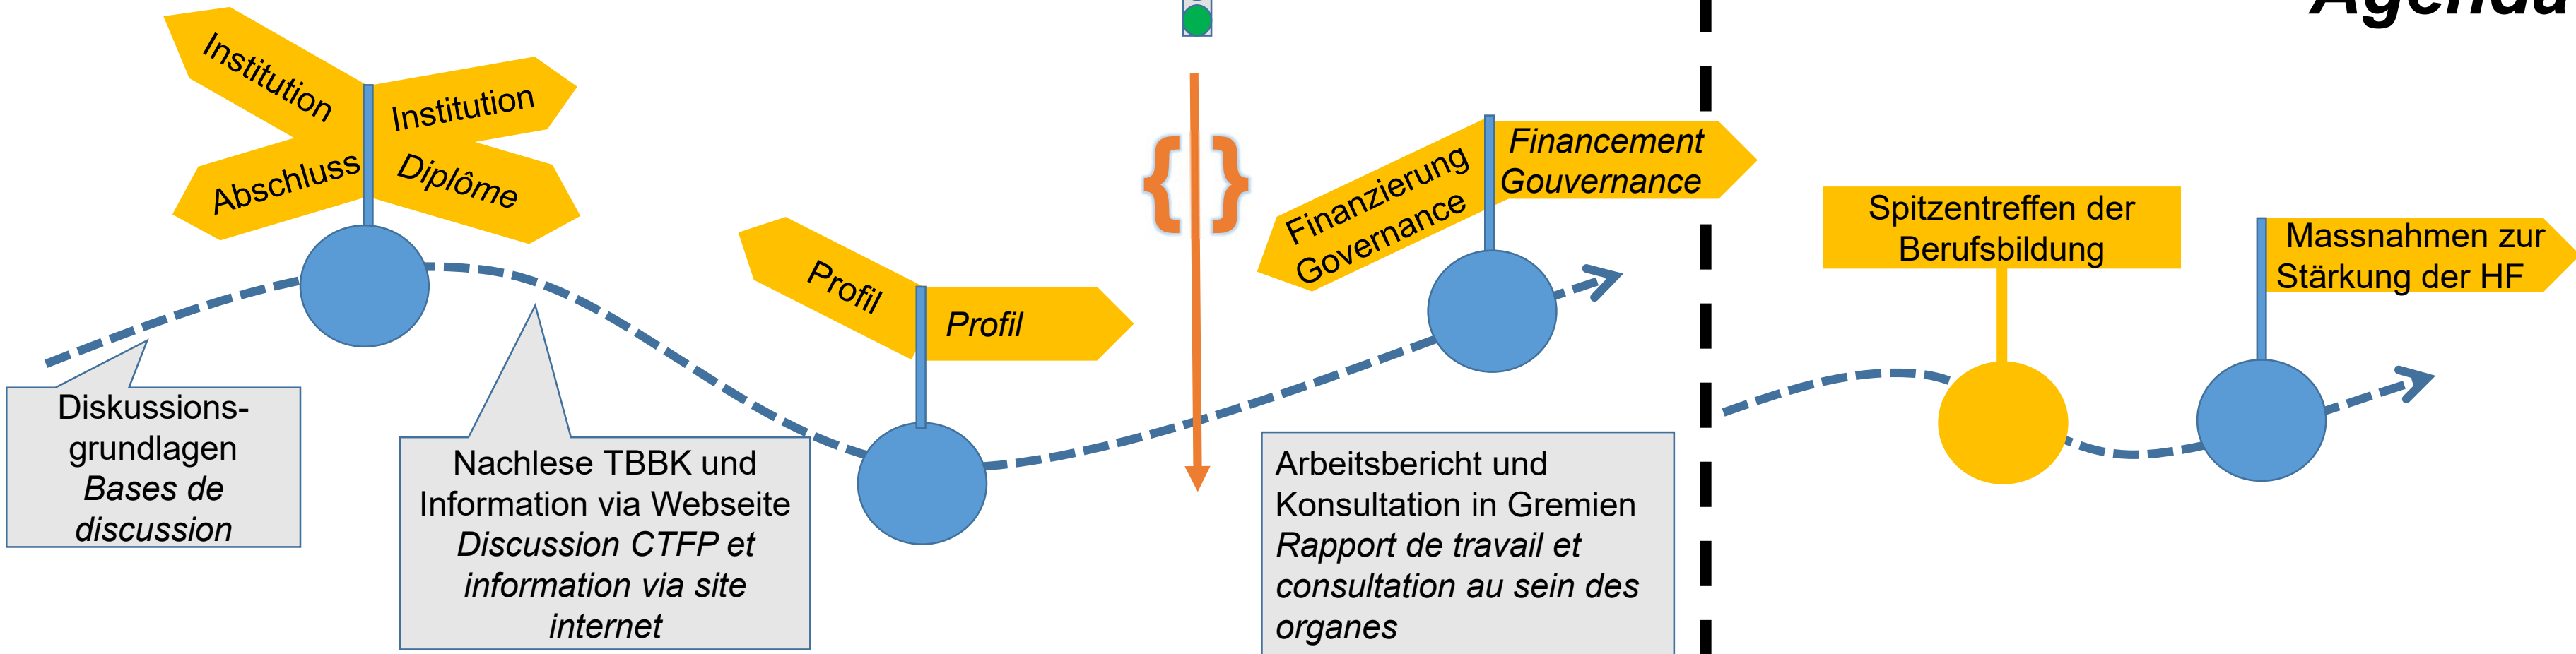 Agenda
Institution
Institution
Abschluss
Diplôme
Diskussions-
grundlagen
Bases de
discussion
Nachlese TBBK und
Information via Webseite
Discussion CTFP et
information via site
internet
Profil
Profil
{ }
Finanzierung
Governance
Financement
Gouvernance
Arbeitsbericht und
Konsultation in Gremien
Rapport de travail et
consultation au sein des
organes
Spitzentreffen der
Berufsbildung
Massnahmen zur
Stärkung der HF